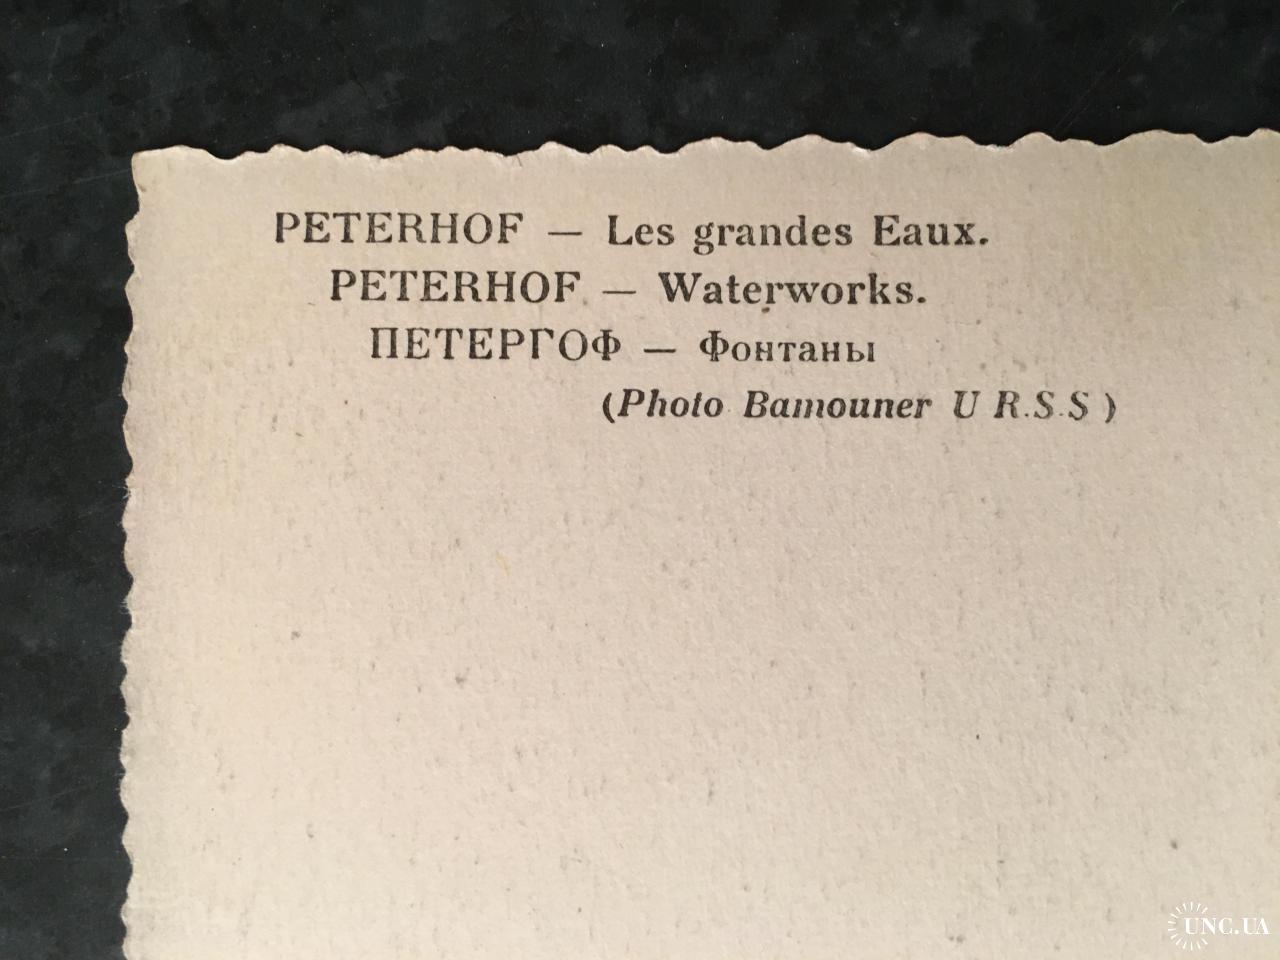 PETERHOF — Les grandes Eaux.
PETERHOF — Waterworks.
ПЕТЕРГОФ — Фонтаны
(Photo Bamouner U R.S.S )
UNC.UA